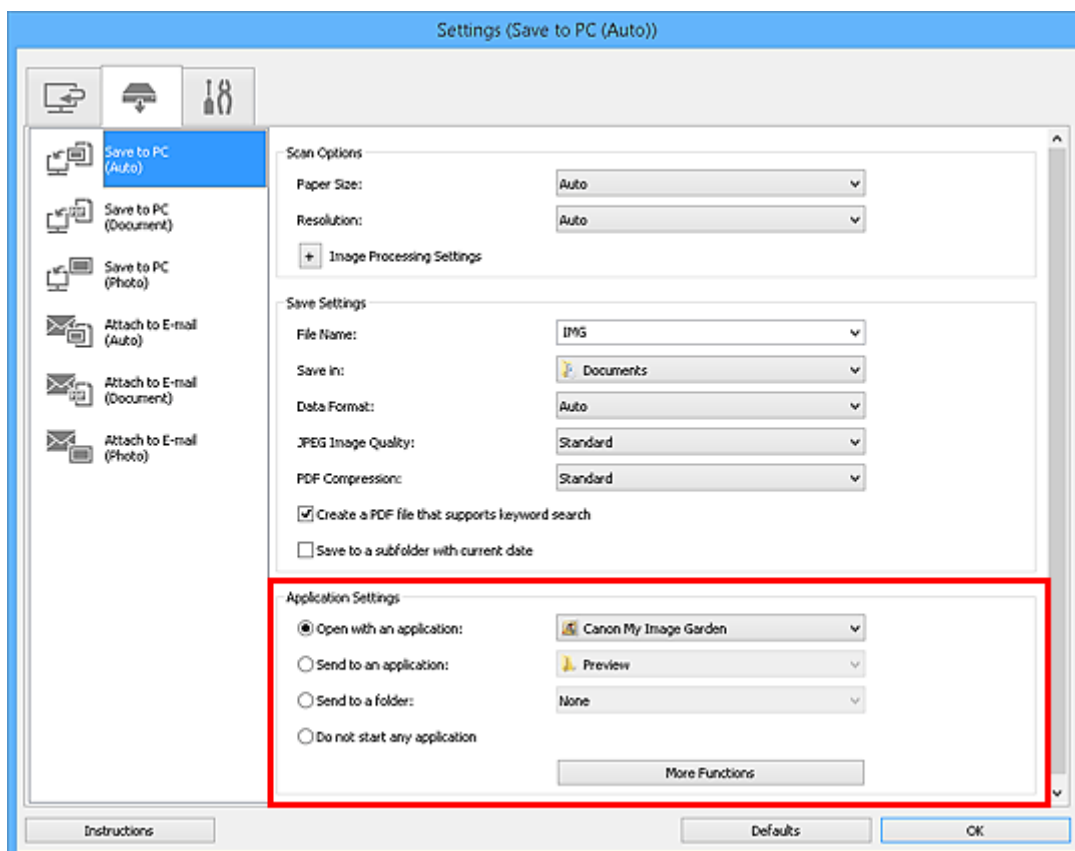 Settings (Save to PC (Auto))
Save to PC
(Auto)
Save to PC
(Document)
Save to PC
(Photo)
Attach to E-mail
(Auto)
Attach to E-mail
(Document)
Attach to E-mail
(Photo)
Scan Options
Paper Size: Auto
Resolution: Auto
+ Image Processing Settings
Save Settings
File Name: IMG
Save in: Documents
Data Format: Auto
JPEG Image Quality: Standard
PDF Compression: Standard
Create a PDF file that supports keyword search
Save to a subfolder with current date
Application Settings
Open with an application: Canon My Image Garden
Send to an application: Preview
Send to a folder: None
Do not start any application
More Functions
Instructions Defaults OK